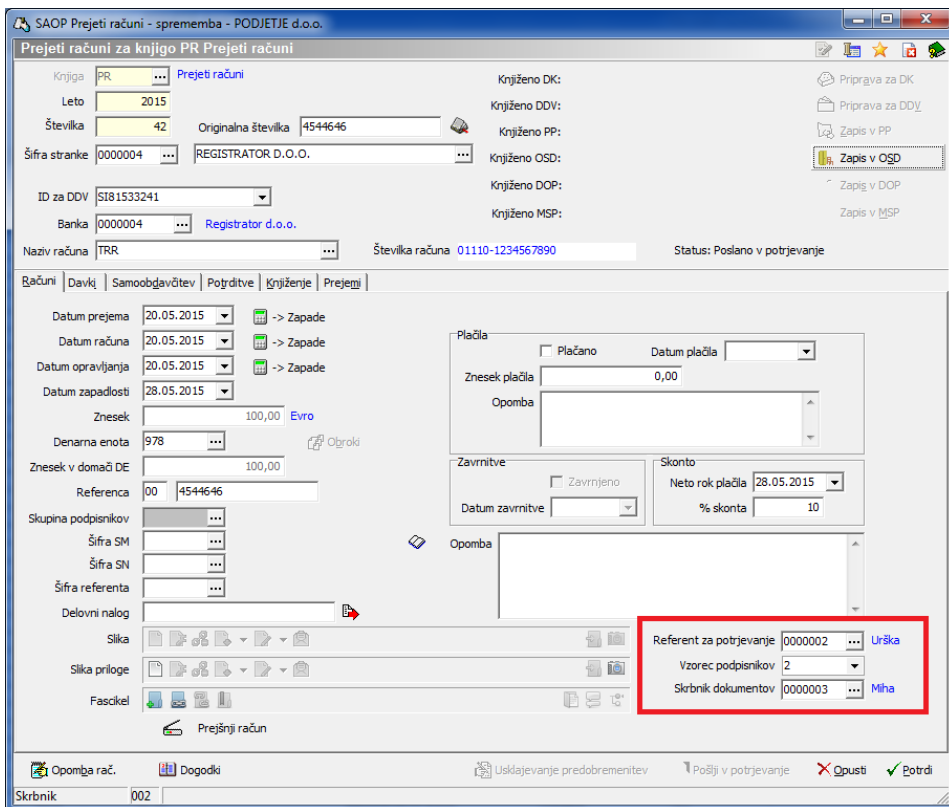 SAOP Prejeti računi - sprememba - PODJETJE d.o.o.
Prejeti računi za knjigo PR Prejeti računi
Knjiga PR ... Prejeti računi
Knjiženo DK:
Priprava za DK
Leto 2015
Knjiženo DDV:
Priprava za DDV
Številka 42 Originalna številka 4544646
Knjiženo PP:
Zapis v PP
Šifra stranke 0000004 ... REGISTRATOR D.O.O. ...
Knjiženo OSD:
Zapis v OSD
Knjiženo DOP:
Zapis v DOP
ID za DDV SI81533241
Knjiženo MSP:
Zapis v MSP
Banka 0000004 ... Registrator d.o.o.
Naziv računa TRR ... Številka računa 01110-1234567890 Status: Poslano v potrjevanje
Računi Davki Samoobdavčitev Potrditve Knjiženje Prejemi
Datum prejema 20.05.2015 -> Zapade
Datum računa 20.05.2015 -> Zapade
Datum opravljanja 20.05.2015 -> Zapade
Datum zapadlosti 28.05.2015
Znesek 100,00 Evro
Denarna enota 978 ... Obroki
Znesek v domači DE 100,00
Referenca 00 4544646
Skupina podpisnikov ...
Šifra SM ...
Šifra SN ...
Šifra referenta ...
Delovni nalog
Slika
Slika priloge
Fascikel
Prejšnji račun
Plačila
Plačano Datum plačila
Znesek plačila 0,00
Opomba
Zavrnitve
Zavrnjeno
Datum zavrnitve
Skonto
Neto rok plačila 28.05.2015
% skonta 10
Opomba
Referent za potrjevanje 0000002 ... Urška
Vzorec podpisnikov 2
Skrbnik dokumentov 0000003 ... Miha
Opomba rač. Dogodki Usklajevanje predobremenitev Pošlji v potrjevanje Opusti Potrdi
Skrbnik 002